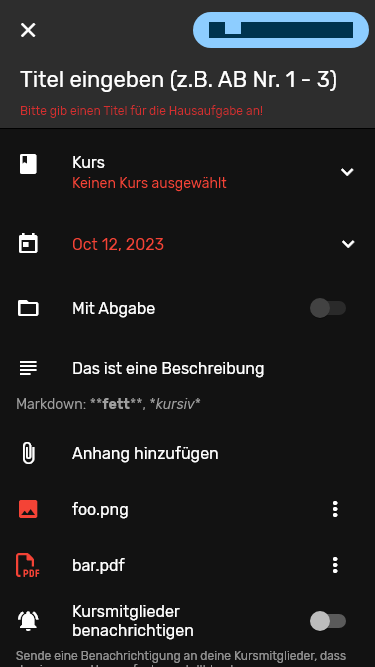 Titel eingeben (z.B. AB Nr. 1 - 3)
Bitte gib einen Titel für die Hausaufgabe an!
Kurs
Keinen Kurs ausgewählt
Oct 12, 2023
Mit Abgabe
Das ist eine Beschreibung
Markdown: **fett**, *kursiv*
Anhang hinzufügen
foo.png
PDF
bar.pdf
Kursmitglieder
benachrichtigen
Sende eine Benachrichtigung an deine Kursmitglieder, dass